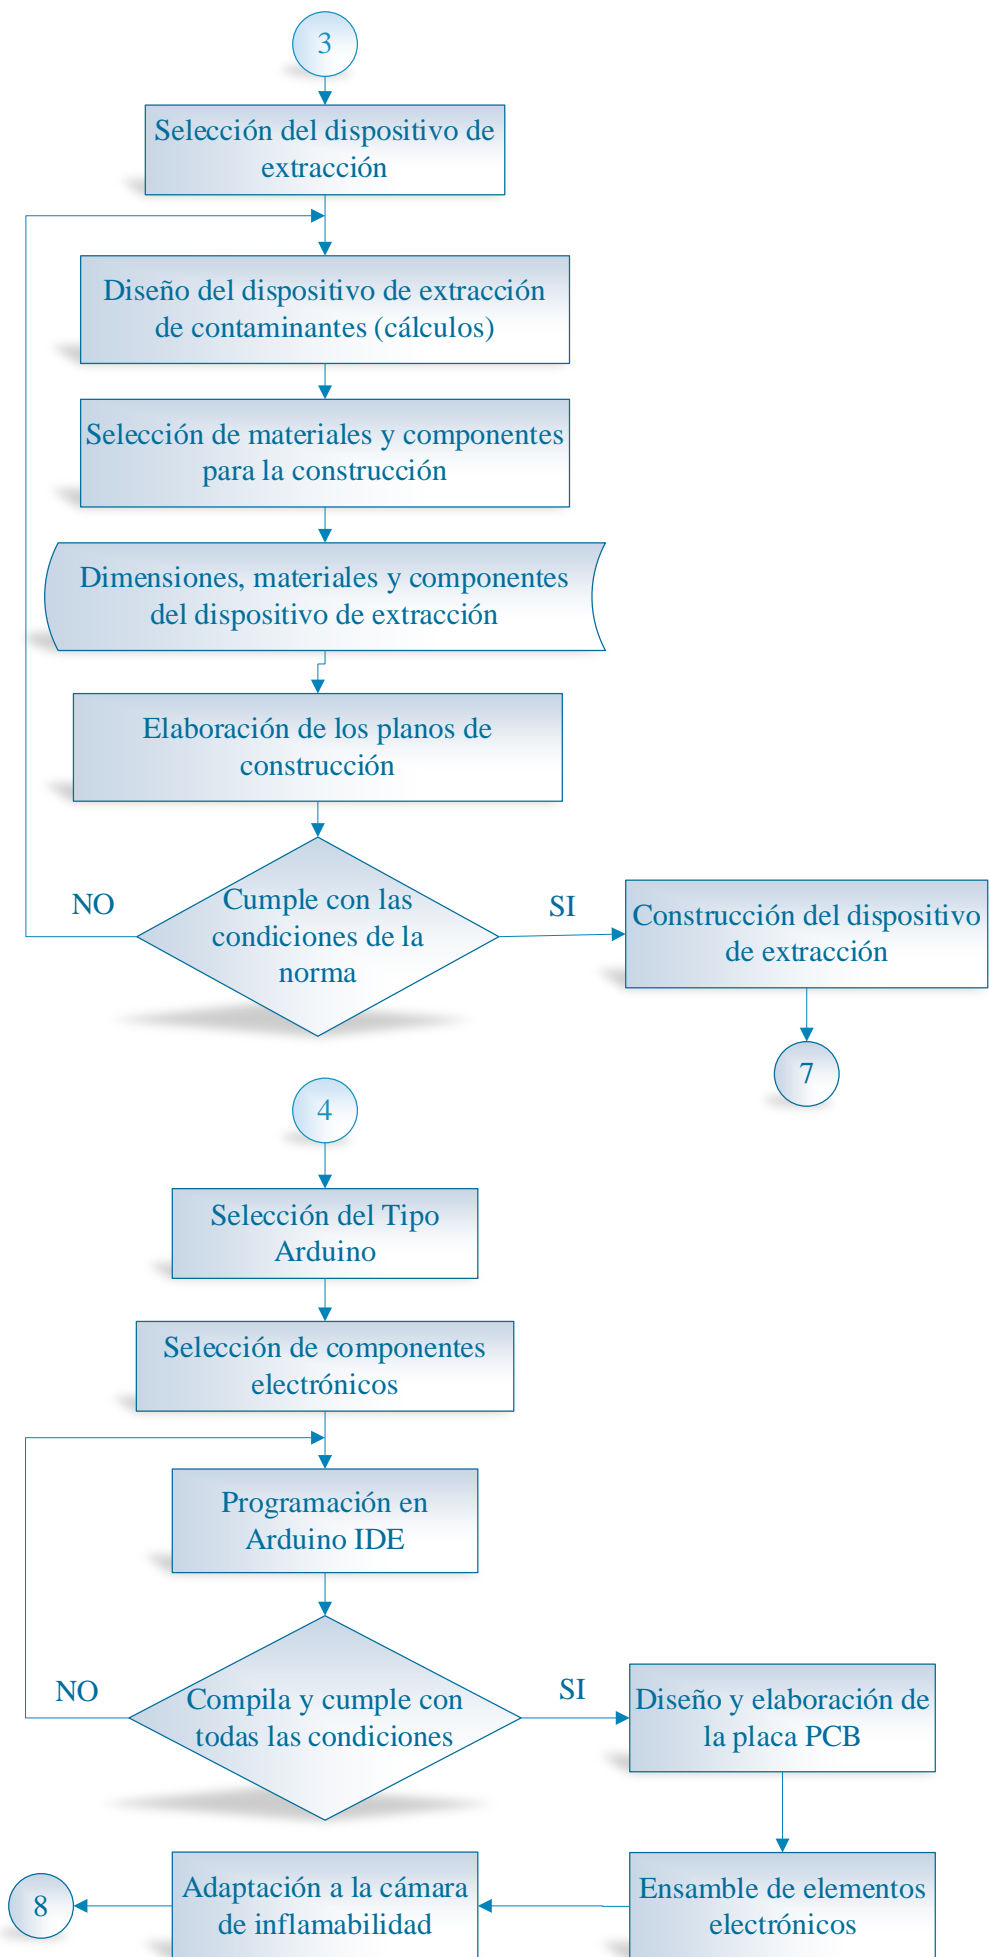 3
Selección del dispositivo de
extracción
Diseño del dispositivo de extracción
de contaminantes (cálculos)
Selección de materiales y componentes
para la construcción
Dimensiones, materiales y componentes
del dispositivo de extracción
Elaboración de los planos de
construcción
NO
Cumple con las
condiciones de la
norma
SI
Construcción del dispositivo
de extracción
7
4
Selección del Tipo
Arduino
Selección de componentes
electrónicos
Programación en
Arduino IDE
NO
Compila y cumple con
todas las condiciones
SI
Diseño y elaboración de
la placa PCB
Ensamble de elementos
electrónicos
Adaptación a la cámara
de inflamabilidad
8